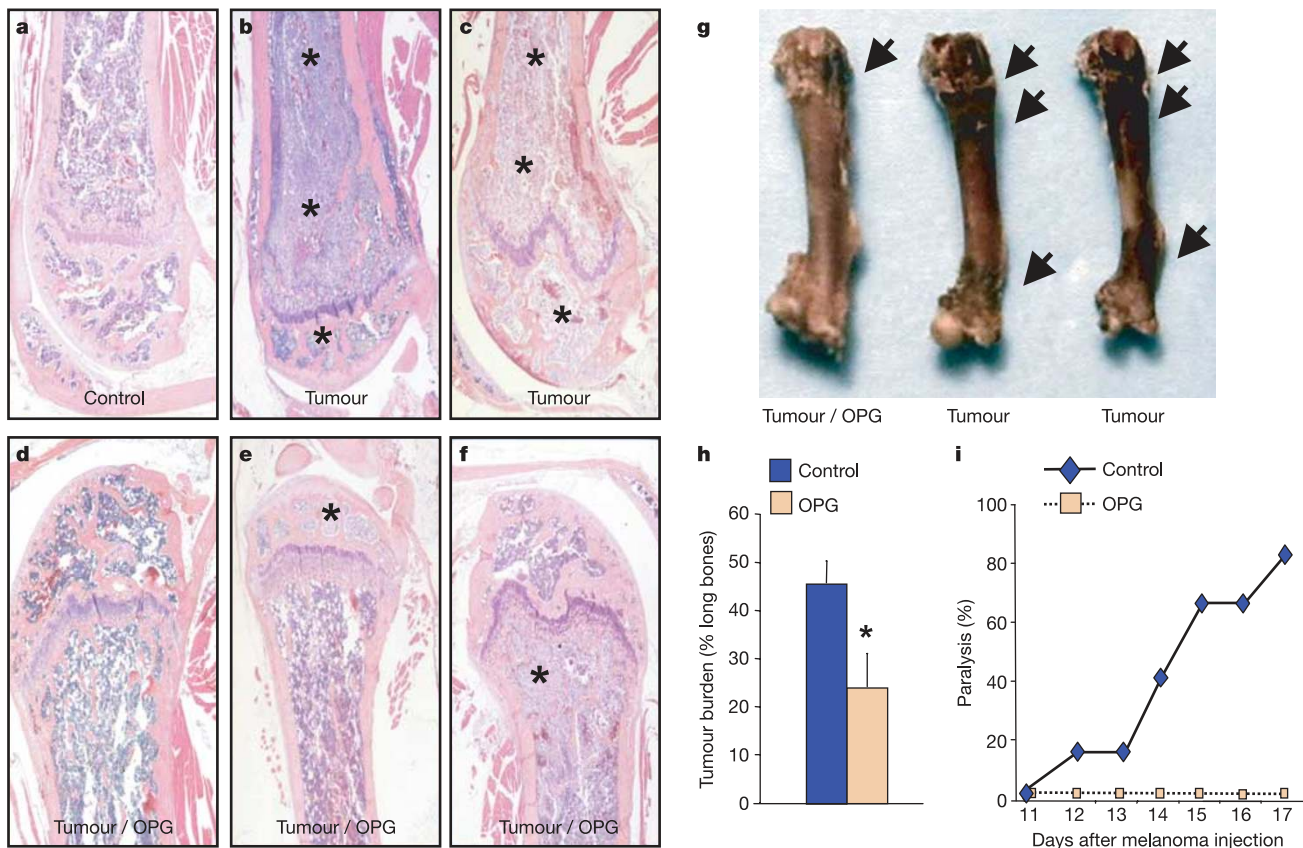 a
Control
b
*
*
*
Tumour
c
*
*
*
Tumour
d
Tumour / OPG
e
*
Tumour / OPG
f
*
Tumour / OPG
g
Tumour / OPG
Tumour
Tumour
h
Control
OPG
Tumour burden (% long bones)
60
50
40
30
20
10
0
*
i
Control
OPG
Paralysis (%)
100
80
60
40
20
0
11 12 13 14 15 16 17
Days after melanoma injection